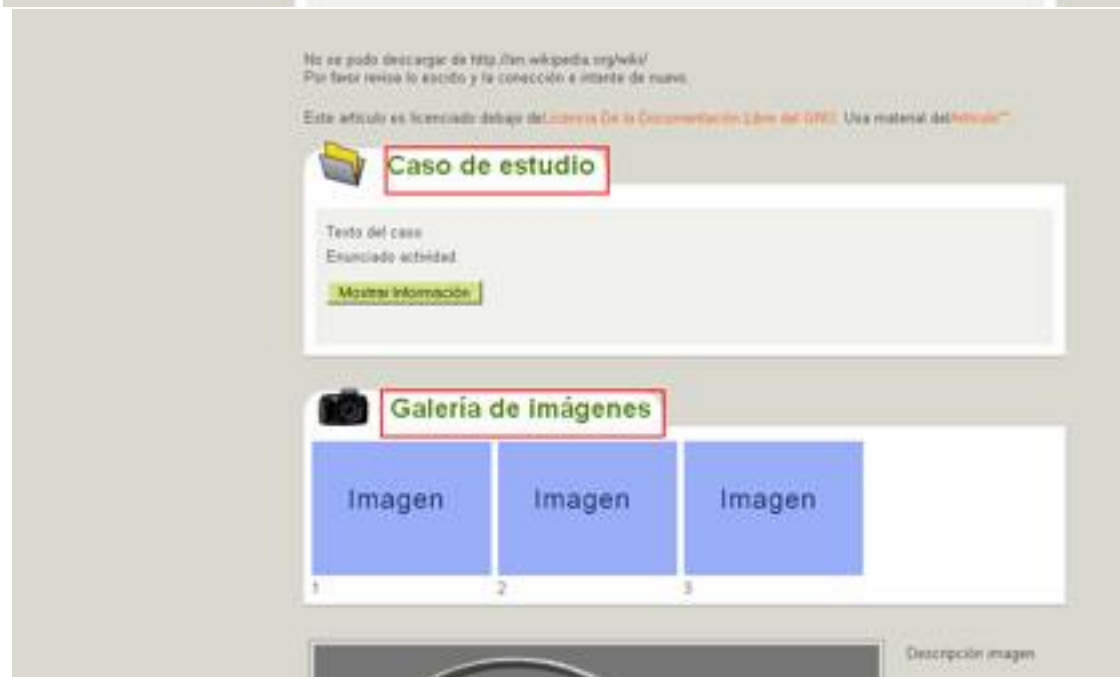 No se pudo descargar de http://en.wikipedia.org/wiki/
Por favor revise lo escrito y la conección e intente de nuevo.
Este artículo es licenciado debajo de Licencia De la Documentación Libre del GNU. Usa material del Artículo "".
Caso de estudio
Texto del caso
Enunciado actividad.
Mostrar Información
Galería de imágenes
Imagen Imagen Imagen
1 2 3
Descripción imagen